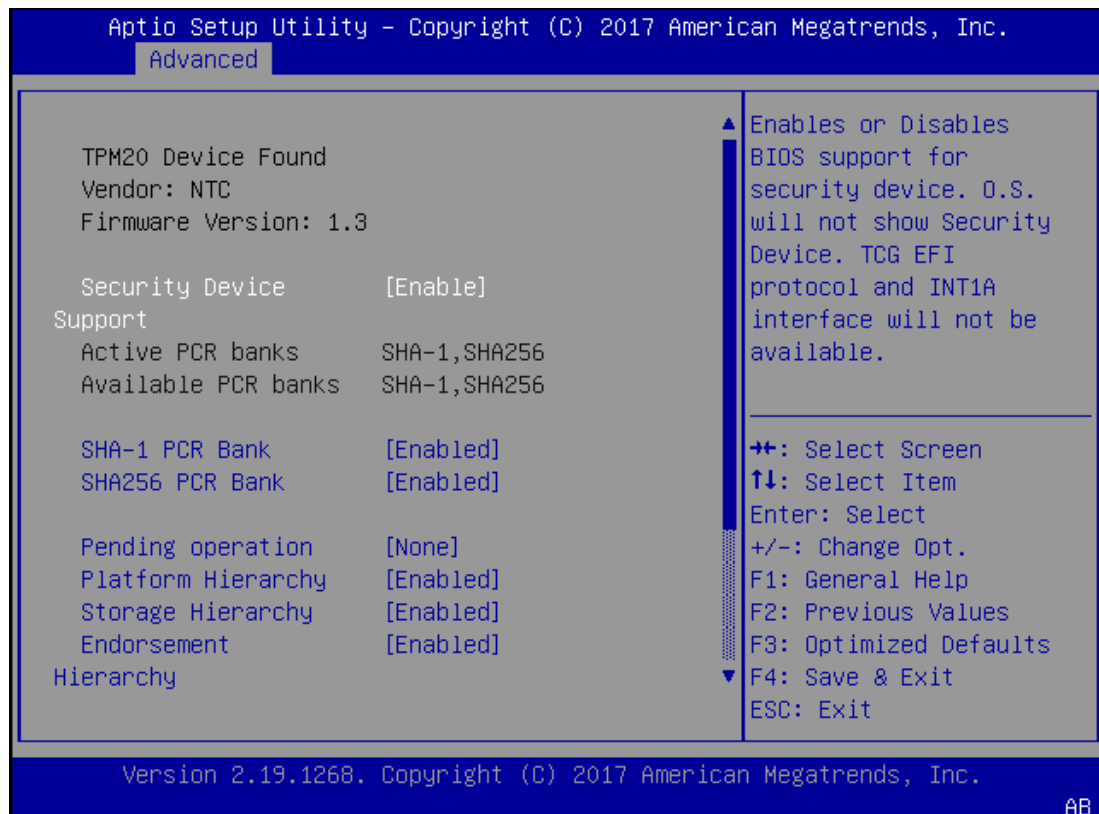 Aptio Setup Utility – Copyright (C) 2017 American Megatrends, Inc.
Advanced
TPM20 Device Found
Vendor: NTC
Firmware Version: 1.3
Security Device [Enable]
Support
Active PCR banks SHA-1,SHA256
Available PCR banks SHA-1,SHA256
SHA-1 PCR Bank [Enabled]
SHA256 PCR Bank [Enabled]
Pending operation [None]
Platform Hierarchy [Enabled]
Storage Hierarchy [Enabled]
Endorsement [Enabled]
Hierarchy
Enables or Disables
BIOS support for
security device. O.S.
will not show Security
Device. TCG EFI
protocol and INT1A
interface will not be
available.
→←: Select Screen
↑↓: Select Item
Enter: Select
+/-: Change Opt.
F1: General Help
F2: Previous Values
F3: Optimized Defaults
F4: Save & Exit
ESC: Exit
Version 2.19.1268. Copyright (C) 2017 American Megatrends, Inc.
AB